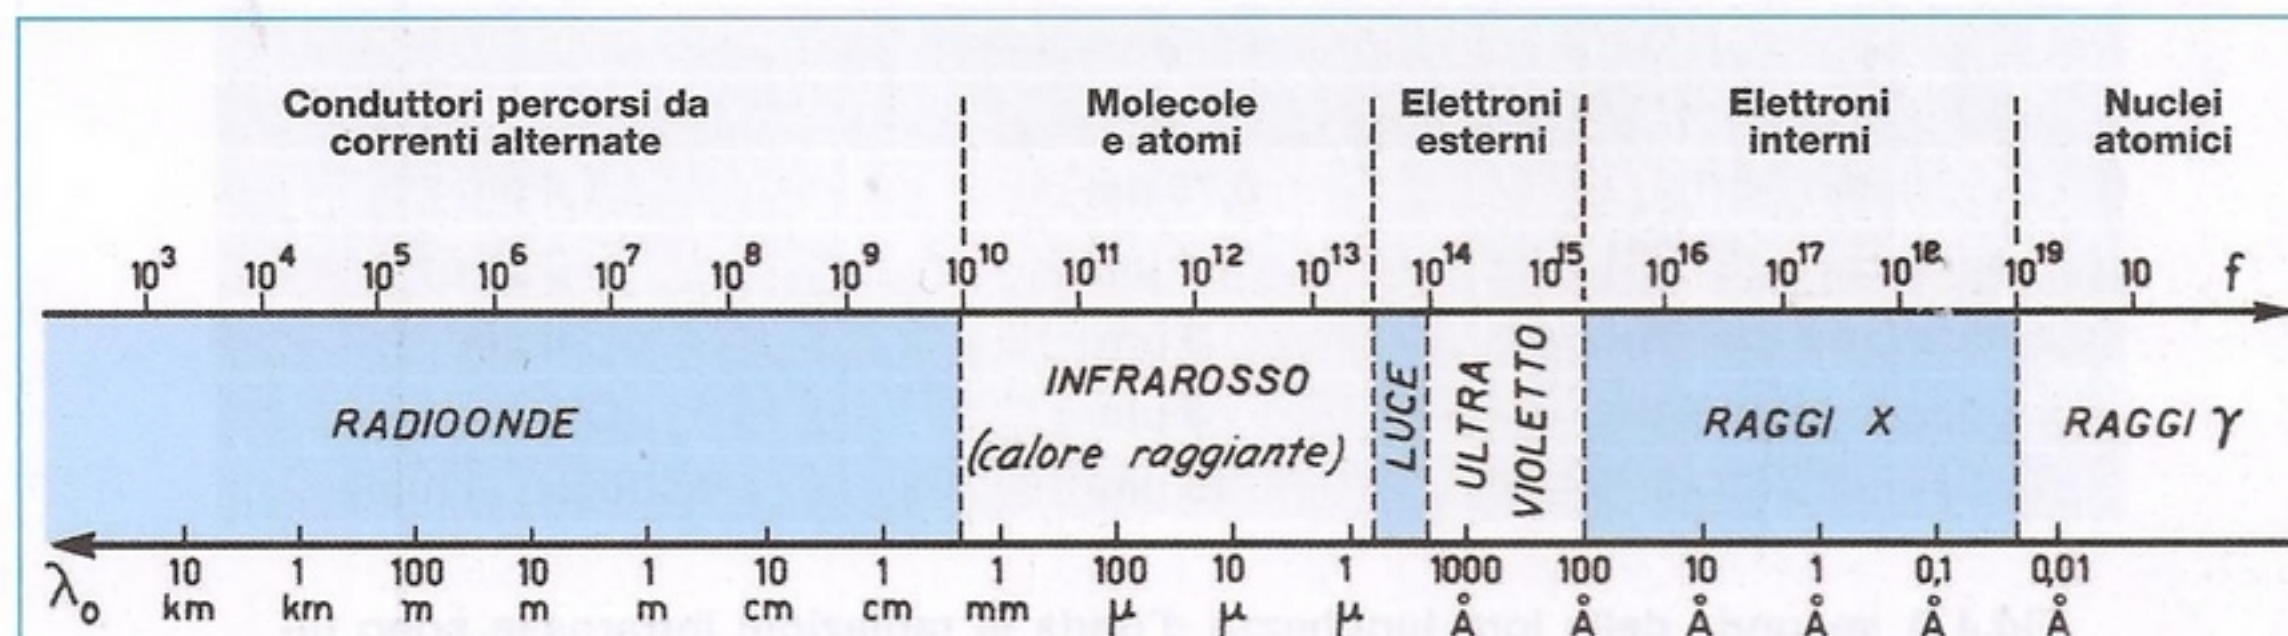 Conduttori percorsi da
correnti alternate
Molecole
e atomi
Elettroni
esterni
Elettroni
interni
Nuclei
atomici
10³ 10⁴ 10⁵ 10⁶ 10⁷ 10⁸ 10⁹ 10¹⁰ 10¹¹ 10¹² 10¹³ 10¹⁴ 10¹⁵ 10¹⁶ 10¹⁷ 10¹⁸ 10¹⁹ 10 f
RADIOONDE
INFRAROSSO
(calore raggiante)
LUCE
ULTRA
VIOLETTO
RAGGI X
RAGGI γ
λ₀
10 1 100 10 1 10 1 1 100 10 1 1000 100 10 1 0,1 0,01
km km m m m cm cm mm μ μ μ Å Å Å Å Å Å